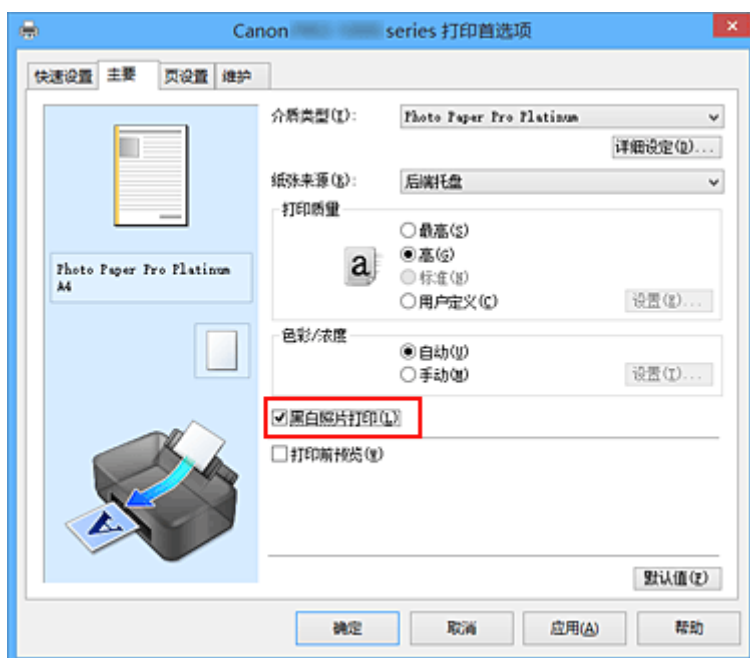 Canon series 打印首选项
快速设置 主要 页设置 维护
介质类型(T): Photo Paper Pro Platinum
详细设定(D)...
纸张来源(B): 后端托盘
打印质量
最高(S)
a
高(G)
标准(N)
用户定义(C) 设置(E)...
Photo Paper Pro Platinum
A4
色彩/浓度
自动(U)
手动(M) 设置(I)...
黑白照片打印(L)
打印前预览(W)
A
默认值(F)
确定 取消 应用(A) 帮助